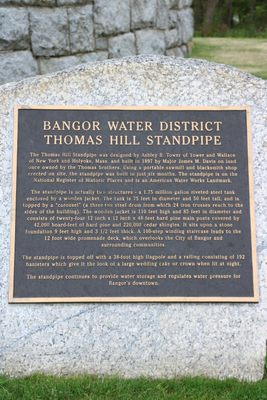 BANGOR WATER DISTRICT
THOMAS HILL STANDPIPE
The Thomas Hill Standpipe was designed by Ashley B. Tower of Tower and Wallace
of New York and Holyoke, Mass. and built in 1897 by Major James M. Davis on land
once owned by the Thomas brothers. Using a portable sawmill and blacksmith shop
erected on site, the standpipe was built in just six months. The standpipe is on the
National Register of Historic Places and is an American Water Works Landmark.
The standpipe is actually two structures - a 1.75 million gallon riveted steel tank
enclosed by a wooden jacket. The tank is 75 feet in diameter and 50 feet tall, and is
topped by a "coronet" (a three-ton steel drum from which 24 iron trusses reach to the
sides of the building). The wooden jacket is 110 feet high and 85 feet in diameter and
consists of twenty-four 12 inch x 12 inch x 48 feet hard pine main posts covered by
42,000 board-feet of hard pine and 220,000 cedar shingles. It sits upon a stone
foundation 9 feet high and 3 1/2 feet thick. A 100-step winding staircase leads to the
12 foot wide promenade deck, which overlooks the City of Bangor and
surrounding communities.
The standpipe is topped off with a 38-foot high flagpole and a railing consisting of 192
banisters which give it the look of a large wedding cake or crown when lit at night.
The standpipe continues to provide water storage and regulates water pressure for
Bangor's downtown.